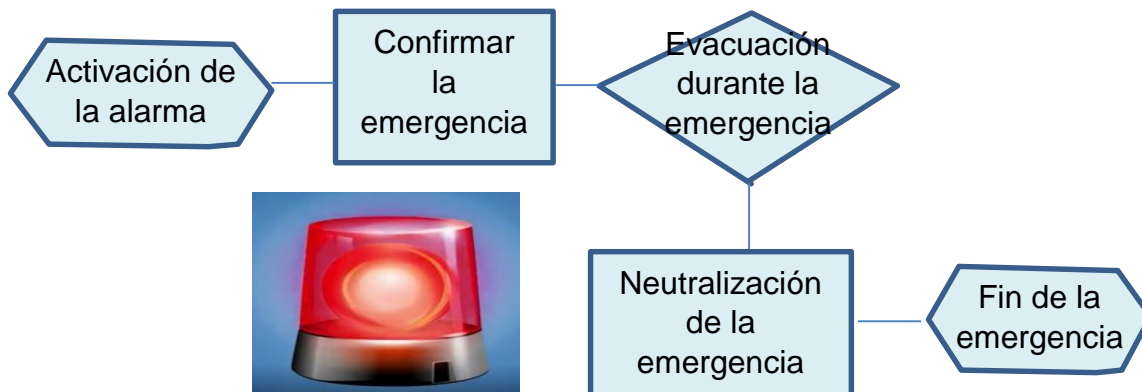 Activación de
la alarma
Confirmar
la
emergencia
Evacuación
durante la
emergencia
Neutralización
de la
emergencia
Fin de la
emergencia